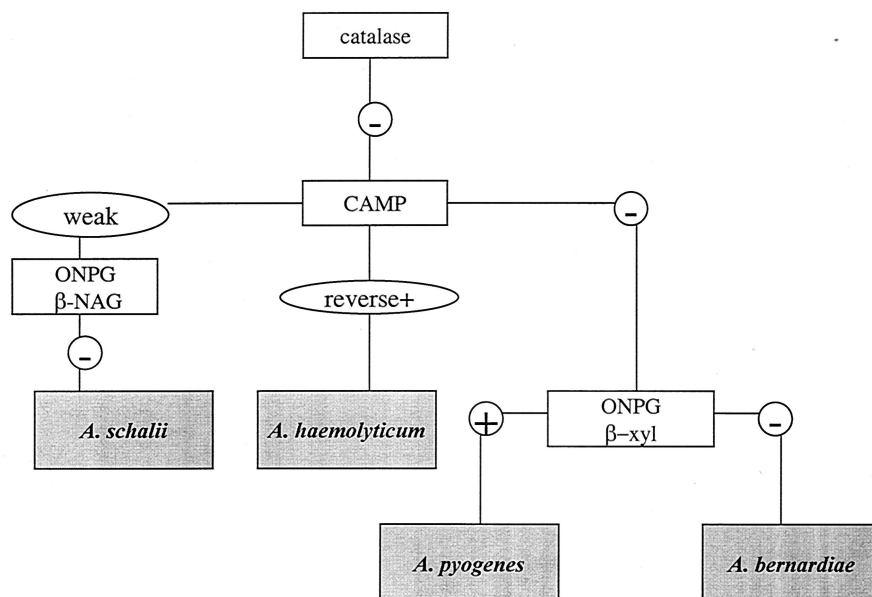 catalase
-
weak
CAMP
-
ONPG
β-NAG
reverse+
-
A. schalii
A. haemolyticum
+
ONPG
β–xyl
-
A. pyogenes
A. bernardiae